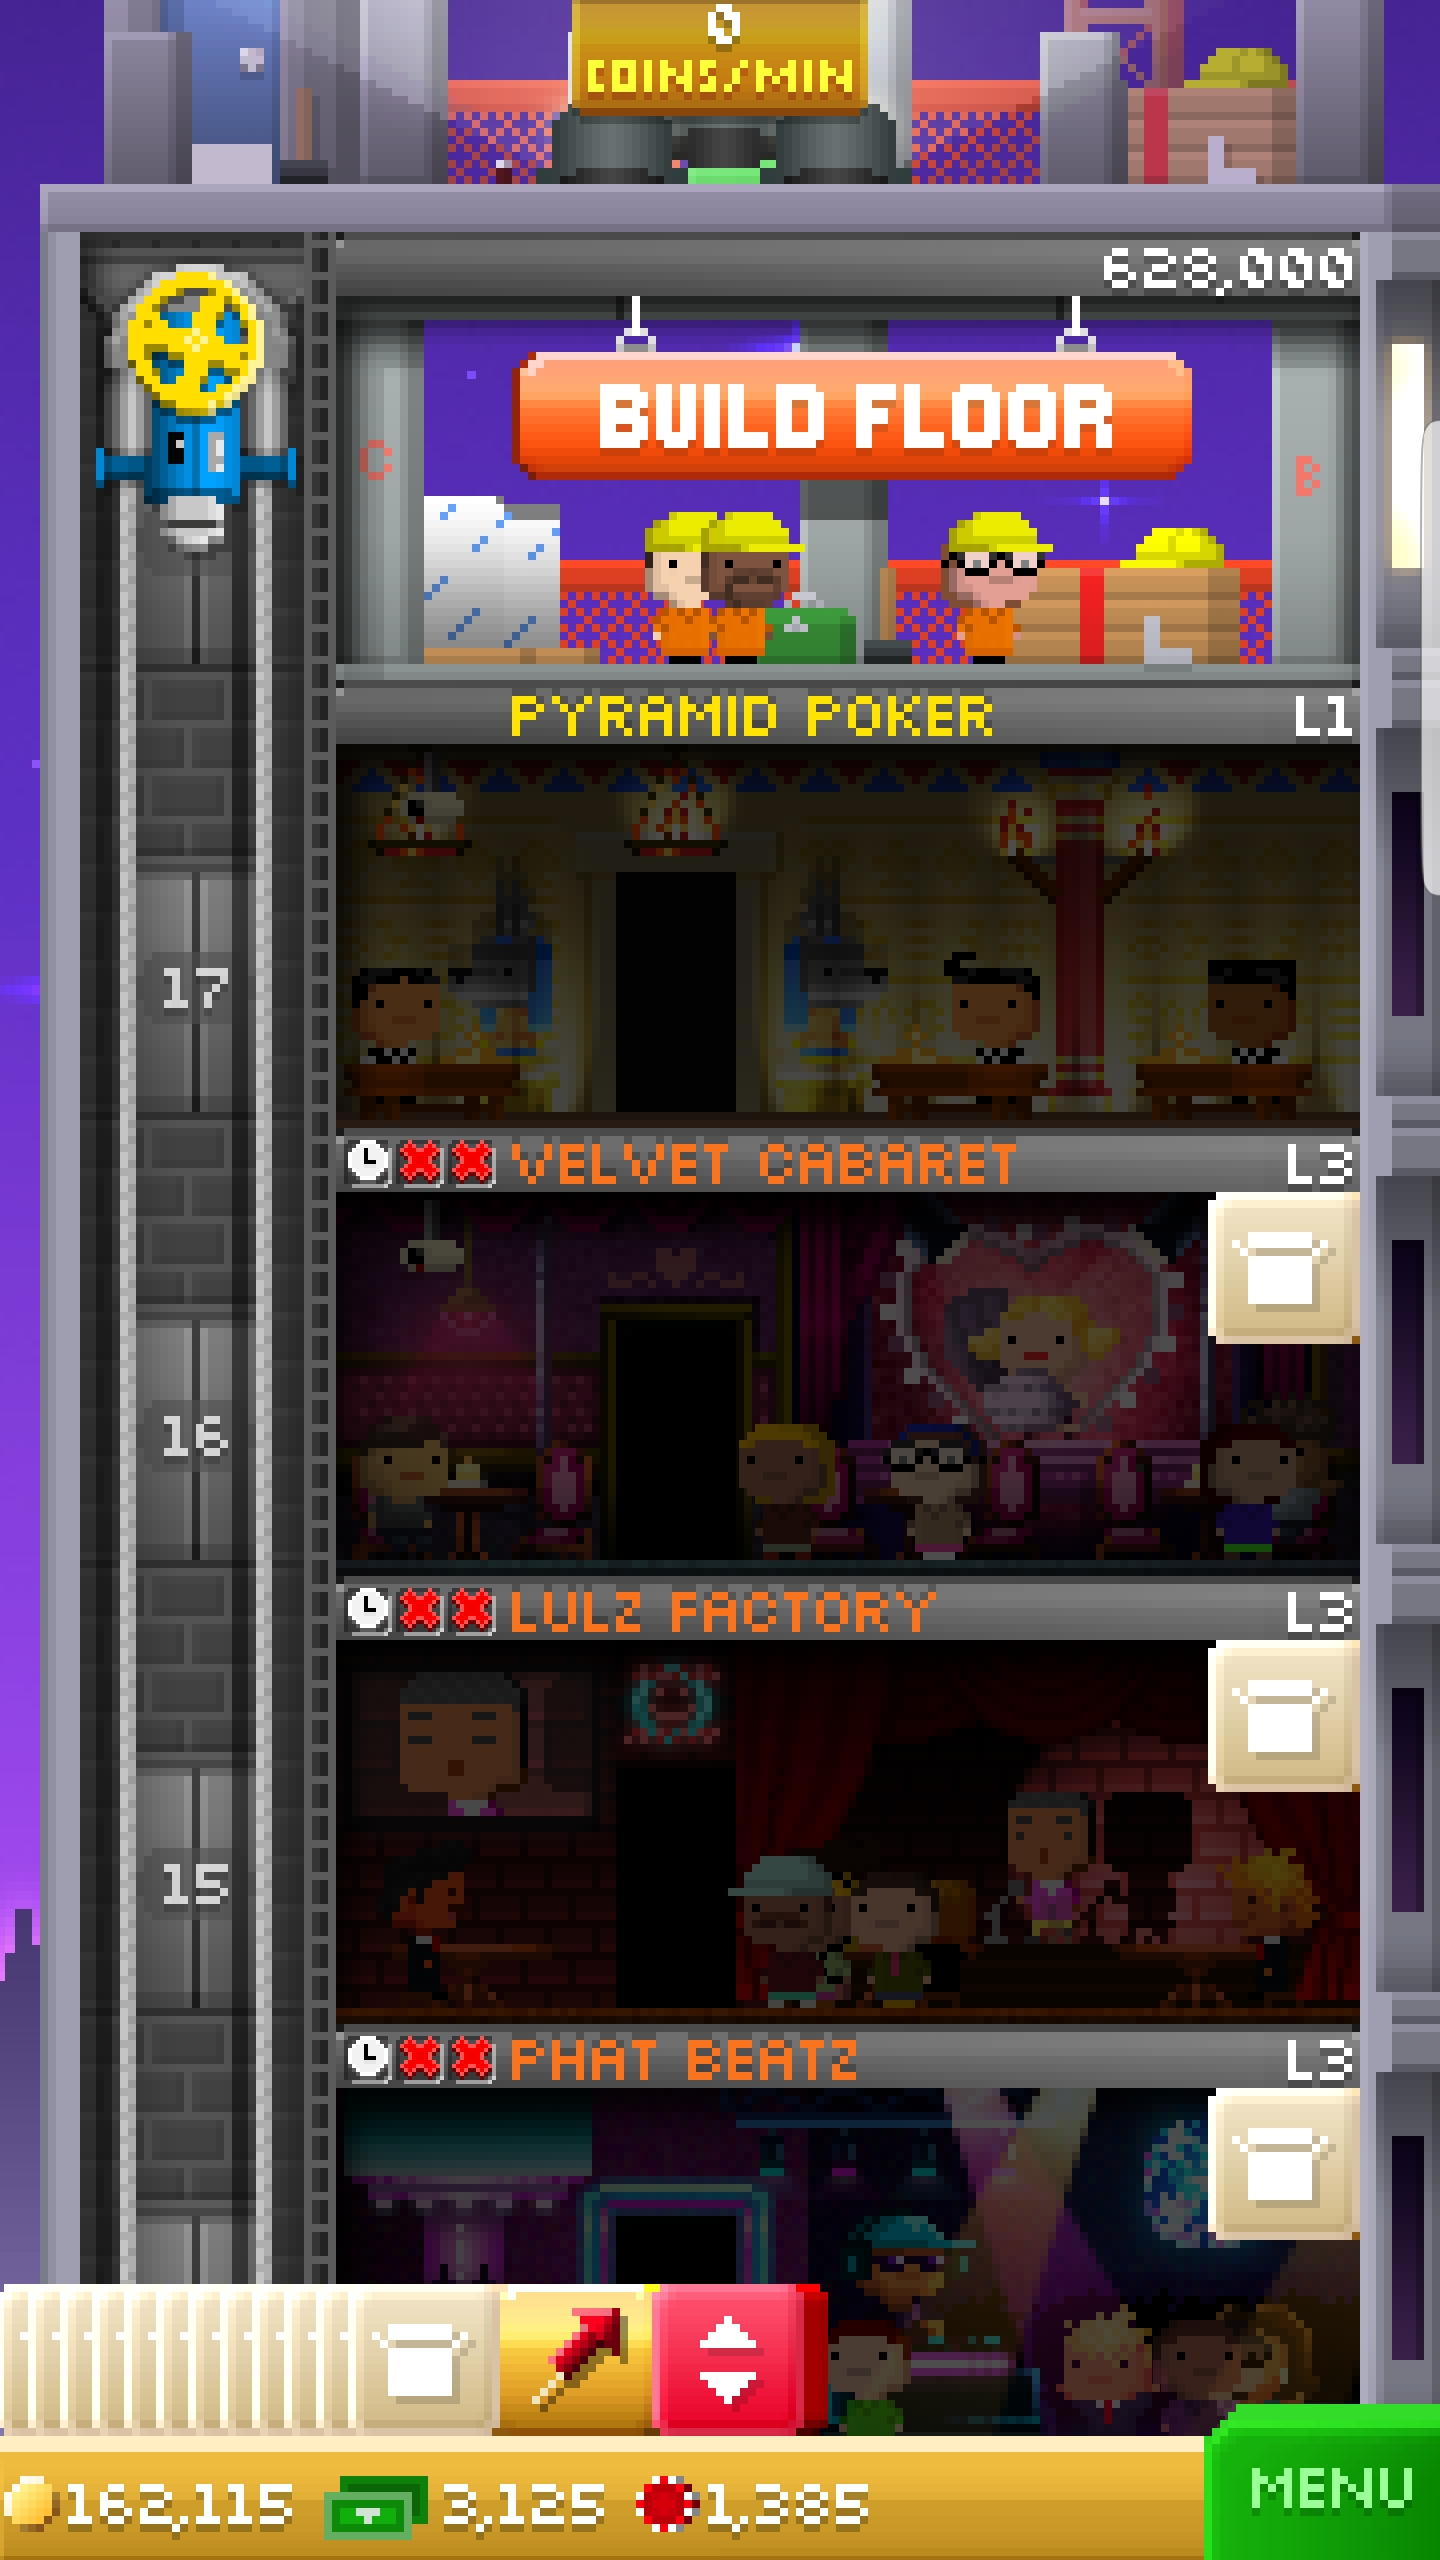 0
COINS/MIN
628,000
BUILD FLOOR
C
B
PYRAMID POKER L1
17
VELVET CABARET L3
16
LULZ FACTORY L3
15
PHAT BEATZ L3
162,115 3,125 1,385
MENU